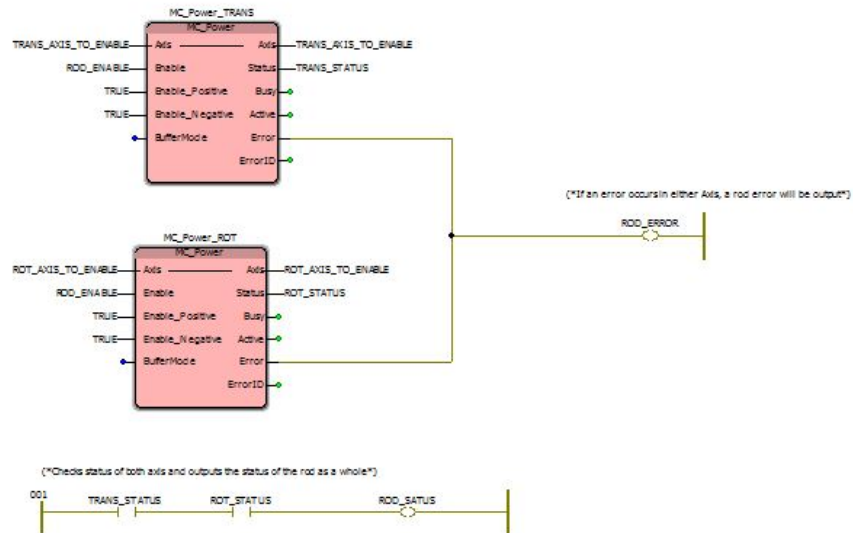 MC_Power_TRANS
MC_Power
TRANS_AXIS_TO_ENABLE Axis Axis TRANS_AXIS_TO_ENABLE
ROD_ENABLE Enable Status TRANS_STATUS
TRUE Enable_Positive Busy
TRUE Enable_Negative Active
BufferMode Error
ErrorID
{*If an error occurs in either Axis, a rod error will be output*}
ROD_ERROR
MC_Power_ROT
MC_Power
ROT_AXIS_TO_ENABLE Axis Axis ROT_AXIS_TO_ENABLE
ROD_ENABLE Enable Status ROT_STATUS
TRUE Enable_Positive Busy
TRUE Enable_Negative Active
BufferMode Error
ErrorID
{*Checks status of both axis and outputs the status of the rod as a whole*}
001
TRANS_STATUS ROT_STATUS ROD_SATUS